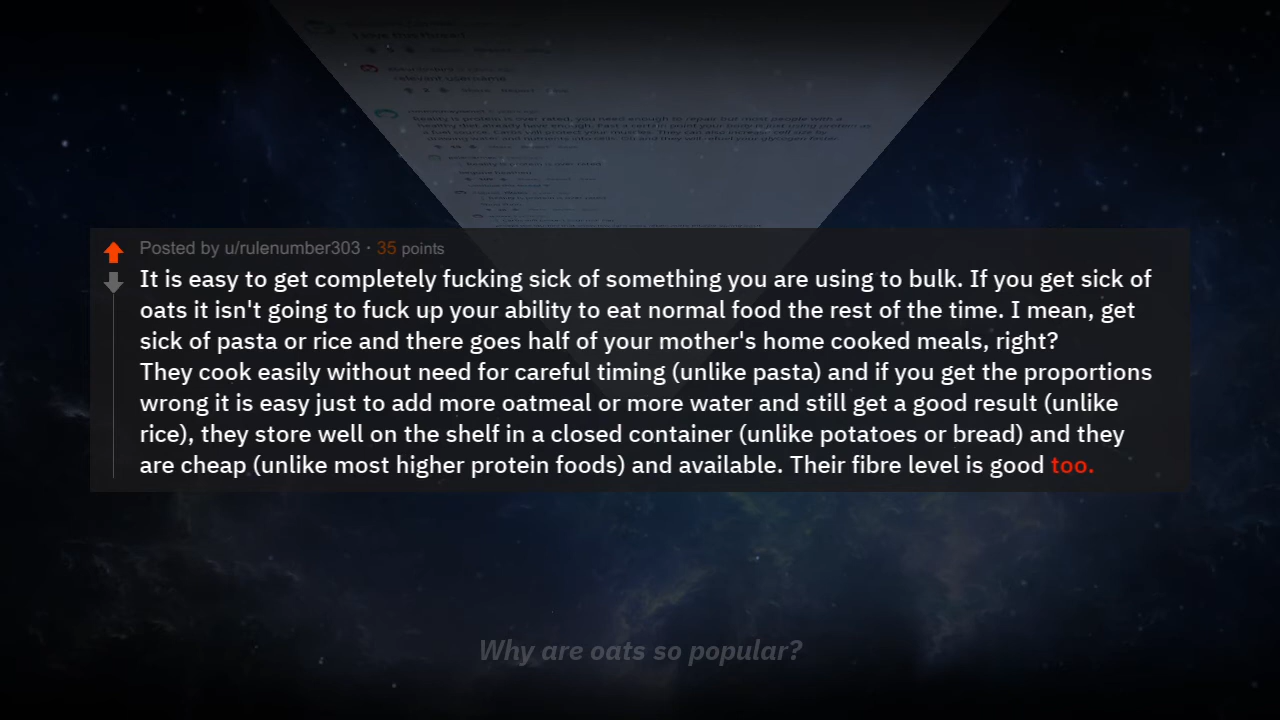 relevant username
Posted by u/rulenumber303 · 35 points
It is easy to get completely fucking sick of something you are using to bulk. If you get sick of
oats it isn't going to fuck up your ability to eat normal food the rest of the time. I mean, get
sick of pasta or rice and there goes half of your mother's home cooked meals, right?
They cook easily without need for careful timing (unlike pasta) and if you get the proportions
wrong it is easy just to add more oatmeal or more water and still get a good result (unlike
rice), they store well on the shelf in a closed container (unlike potatoes or bread) and they
are cheap (unlike most higher protein foods) and available. Their fibre level is good too.
Why are oats so popular?